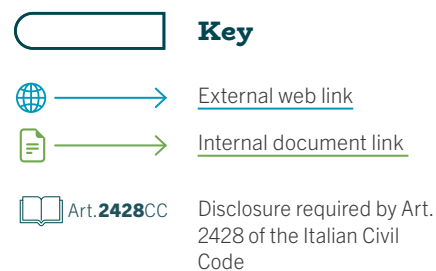 Key
External web link
Internal document link
Art.2428CC
Disclosure required by Art.
2428 of the Italian Civil
Code